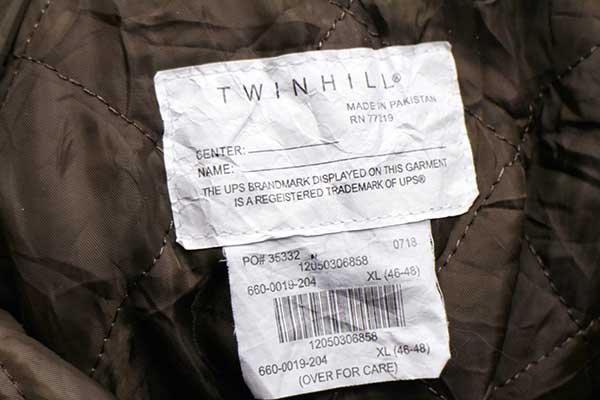 TWINHILL®
MADE IN PAKISTAN
RN 77219
CENTER:
NAME:
THE UPS BRANDMARK DISPLAYED ON THIS GARMENT
IS A REGISTERED TRADEMARK OF UPS®
PO# 35332 0718
12050306858
660-0019-204 XL (46-48)
12050306858
660-0019-204 XL (46-48)
(OVER FOR CARE)